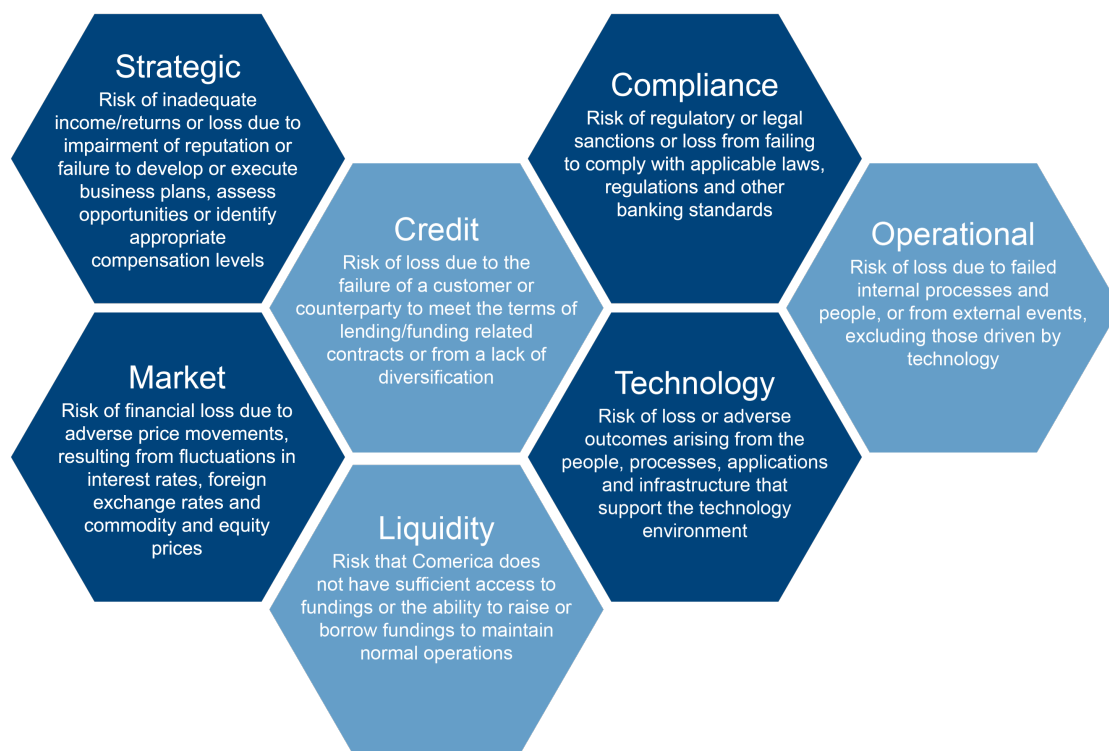 Strategic
Risk of inadequate
income/returns or loss due to
impairment of reputation or
failure to develop or execute
business plans, assess
opportunities or identify
appropriate
compensation levels
Compliance
Risk of regulatory or legal
sanctions or loss from failing
to comply with applicable laws,
regulations and other
banking standards
Credit
Risk of loss due to the
failure of a customer or
counterparty to meet the terms of
lending/funding related
contracts or from a lack of
diversification
Operational
Risk of loss due to failed
internal processes and
people, or from external events,
excluding those driven by
technology
Market
Risk of financial loss due to
adverse price movements,
resulting from fluctuations in
interest rates, foreign
exchange rates and
commodity and equity
prices
Technology
Risk of loss or adverse
outcomes arising from the
people, processes, applications
and infrastructure that
support the technology
environment
Liquidity
Risk that Comerica does
not have sufficient access to
fundings or the ability to raise or
borrow fundings to maintain
normal operations